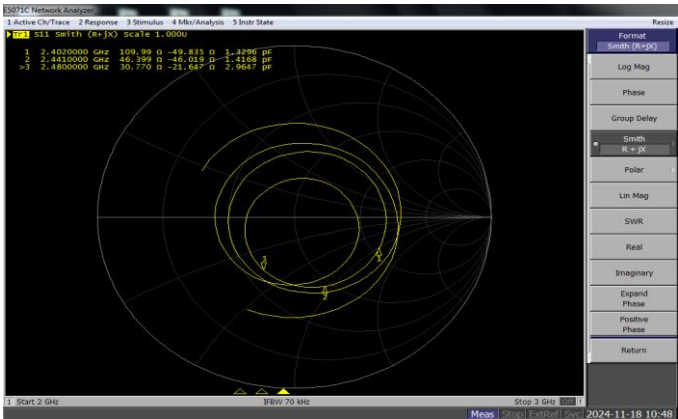 E5071C Network Analyzer
1 Active Ch/Trace 2 Response 3 Stimulus 4 Mkr/Analysis 5 Instr State
Resize
Tr1 S11 Smith (R+jX) Scale 1.000U
1 2.4020000 GHz 109.99 Ω -49.835 Ω 1.3296 pF
2 2.4410000 GHz 46.399 Ω -46.019 Ω 1.4168 pF
>3 2.4800000 GHz 30.770 Ω -21.647 Ω 2.9647 pF
3
1
2
Format
Smith (R+jX)
Log Mag
Phase
Group Delay
Smith
R + jX
Polar
Lin Mag
SWR
Real
Imaginary
Expand
Phase
Positive
Phase
Return
1 Start 2 GHz
IFBW 70 kHz
Stop 3 GHz Off !
Meas Stop ExtRef Svc 2024-11-18 10:48